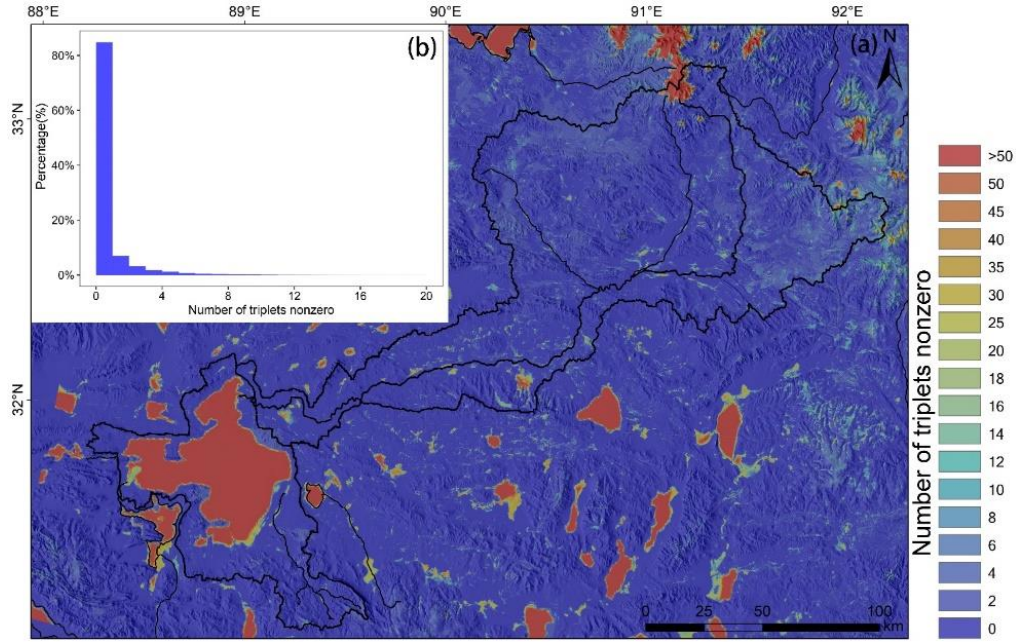 88°E 89°E 90°E 91°E 92°E
(b)
(a)
N
80%
60%
40%
20%
0%
Percentage(%)
0 4 8 12 16 20
Number of triplets nonzero
33°N
32°N
Number of triplets nonzero
>50
50
45
40
35
30
25
20
18
16
14
12
10
8
6
4
2
0
0 25 50 100
km